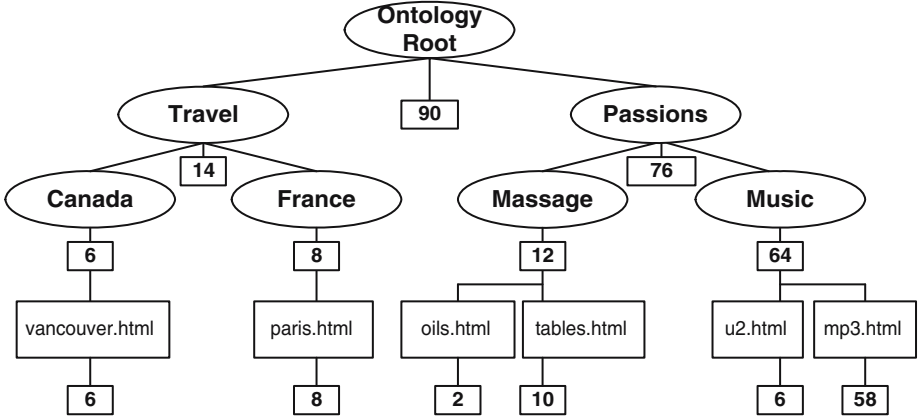 Ontology
Root
Travel
90
Passions
14
76
Canada
France
Massage
Music
6
8
12
64
vancouver.html
paris.html
oils.html
tables.html
u2.html
mp3.html
6
8
2
10
6
58